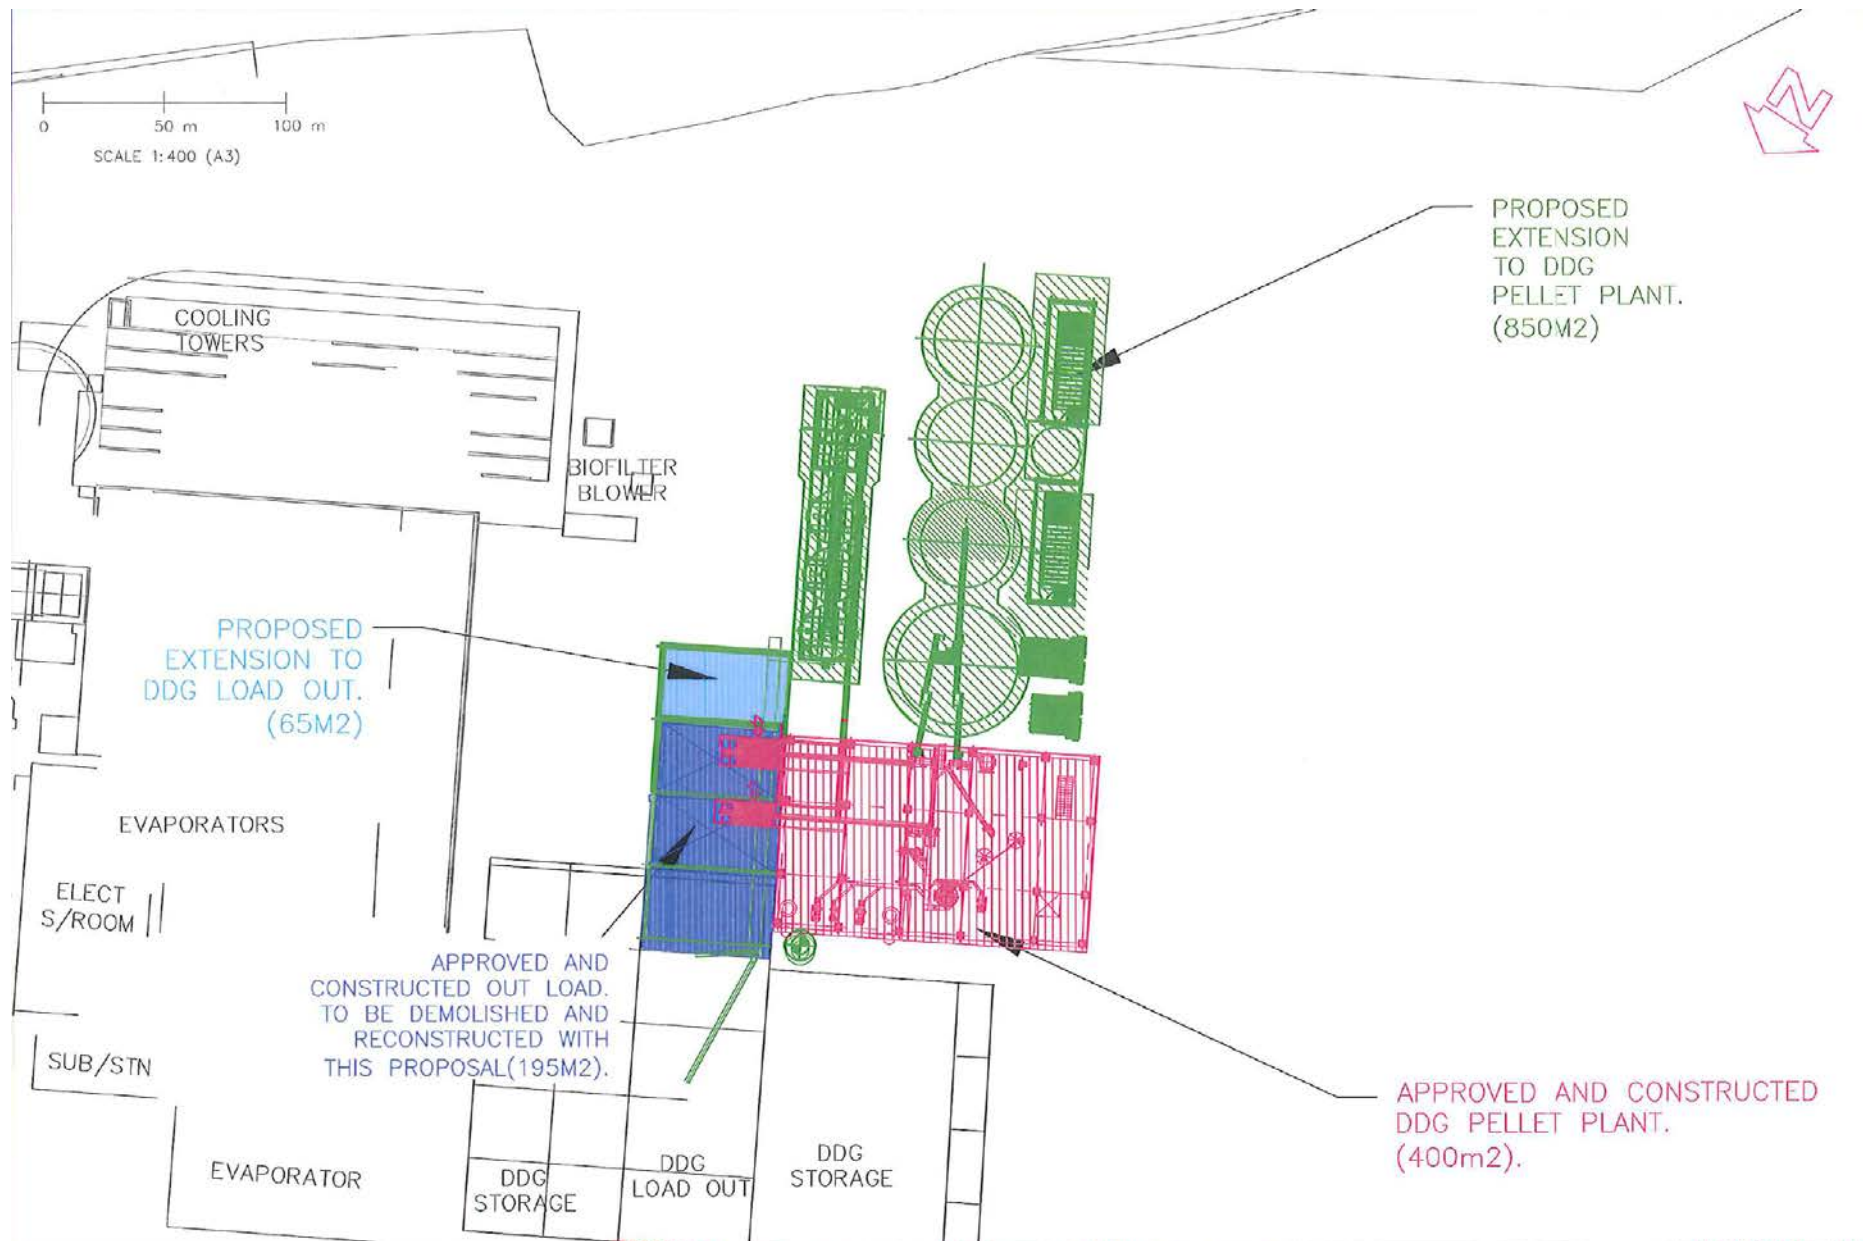 0
50 m
100 m
SCALE 1:400 (A3)
N
PROPOSED
EXTENSION
TO DDG
PELLET PLANT.
(850M2)
COOLING
TOWERS
BIOFILTER
BLOWER
PROPOSED
EXTENSION TO
DDG LOAD OUT.
(65M2)
EVAPORATORS
ELECT
S/ROOM
APPROVED AND
CONSTRUCTED OUT LOAD.
TO BE DEMOLISHED AND
RECONSTRUCTED WITH
THIS PROPOSAL(195M2).
SUB/STN
APPROVED AND CONSTRUCTED
DDG PELLET PLANT.
(400m2).
EVAPORATOR
DDG
STORAGE
DDG
LOAD OUT
DDG
STORAGE